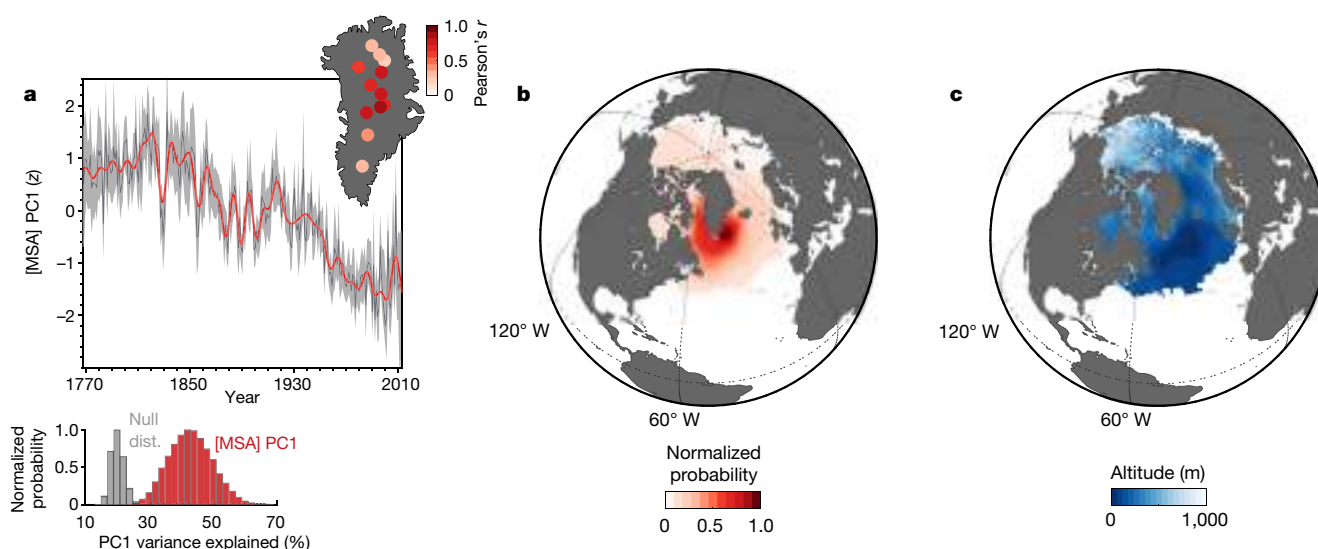 a
2
1
0
−1
−2
[MSA] PC1 (z)
1770
1850
1930
2010
Year
1.0
0.5
0
Pearson's r
Normalized
probability
1.0
0.5
0
Null
dist.
[MSA] PC1
10
30
50
70
PC1 variance explained (%)
b
120° W
60° W
Normalized
probability
0
0.5
1.0
c
120° W
60° W
Altitude (m)
0
1,000